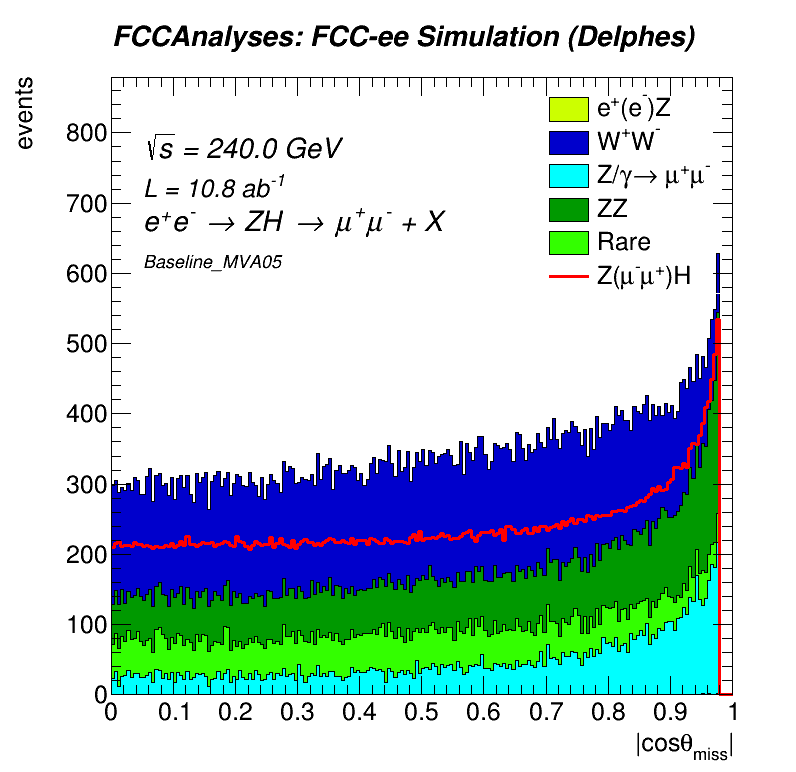 FCCAnalyses: FCC-ee Simulation (Delphes)
events
√s = 240.0 GeV
L = 10.8 ab⁻¹
e⁺e⁻ → ZH → μ⁺μ⁻ + X
Baseline_MVA05
e⁺(e⁻)Z
W⁺W⁻
Z/γ→ μ⁺μ⁻
ZZ
Rare
Z(μ⁻μ⁺)H
800
700
600
500
400
300
200
100
0
0 0.1 0.2 0.3 0.4 0.5 0.6 0.7 0.8 0.9 1
|cosθ_miss|